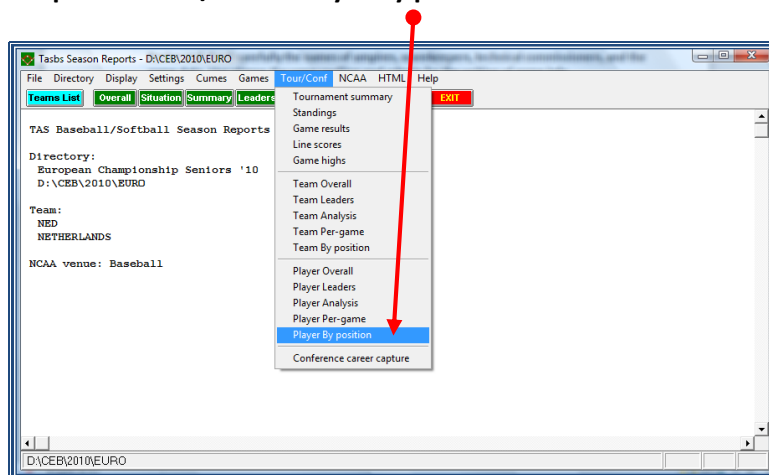 Tasbs Season Reports - D:\CEB\2010\EURO
File Directory Display Settings Cumes Games Tour/Conf NCAA HTML Help
Teams List Overall Situation Summary Leaders EXIT
TAS Baseball/Softball Season Reports
Directory:
European Championship Seniors '10
D:\CEB\2010\EURO
Team:
NED
NETHERLANDS
NCAA venue: Baseball
Tournament summary
Standings
Game results
Line scores
Game highs
Team Overall
Team Leaders
Team Analysis
Team Per-game
Team By position
Player Overall
Player Leaders
Player Analysis
Player Per-game
Player By position
Conference career capture
D:\CEB\2010\EURO